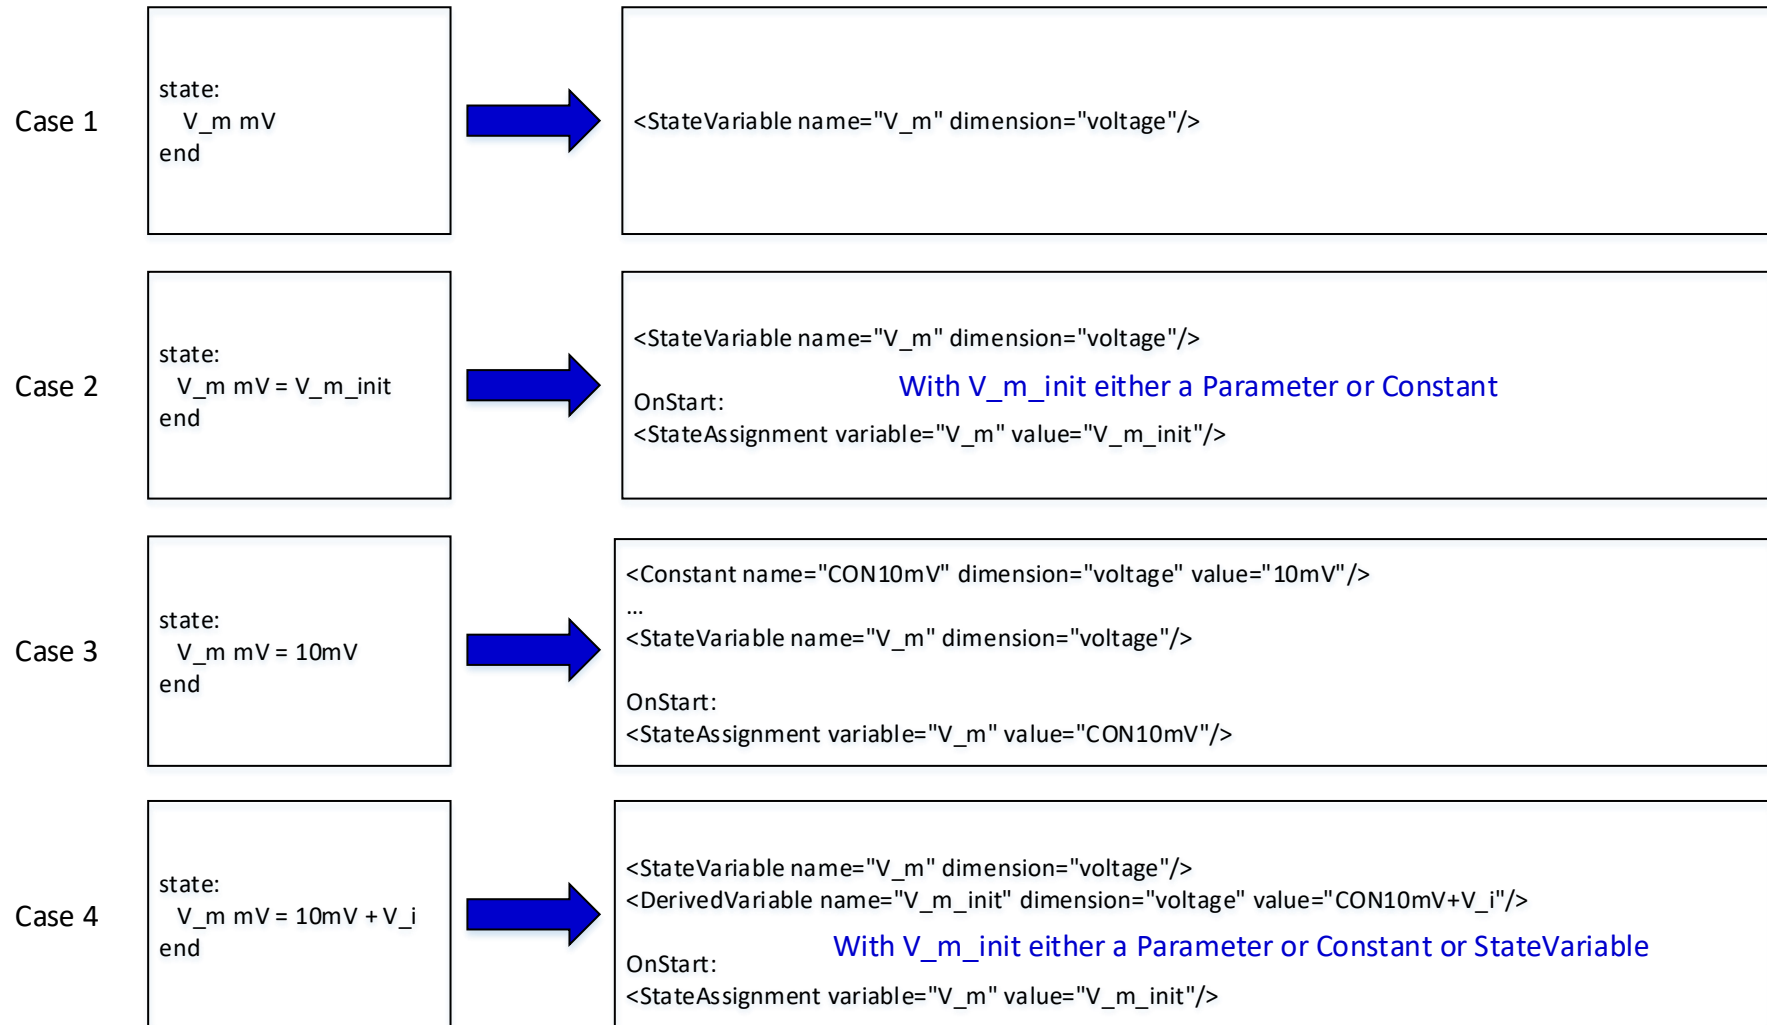 Case 1
state:
V_m mV
end
<StateVariable name="V_m" dimension="voltage"/>
Case 2
state:
V_m mV = V_m_init
end
<StateVariable name="V_m" dimension="voltage"/>
With V_m_init either a Parameter or Constant
OnStart:
<StateAssignment variable="V_m" value="V_m_init"/>
Case 3
state:
V_m mV = 10mV
end
<Constant name="CON10mV" dimension="voltage" value="10mV"/>
...
<StateVariable name="V_m" dimension="voltage"/>
OnStart:
<StateAssignment variable="V_m" value="CON10mV"/>
Case 4
state:
V_m mV = 10mV + V_i
end
<StateVariable name="V_m" dimension="voltage"/>
<DerivedVariable name="V_m_init" dimension="voltage" value="CON10mV+V_i"/>
With V_m_init either a Parameter or Constant or StateVariable
OnStart:
<StateAssignment variable="V_m" value="V_m_init"/>